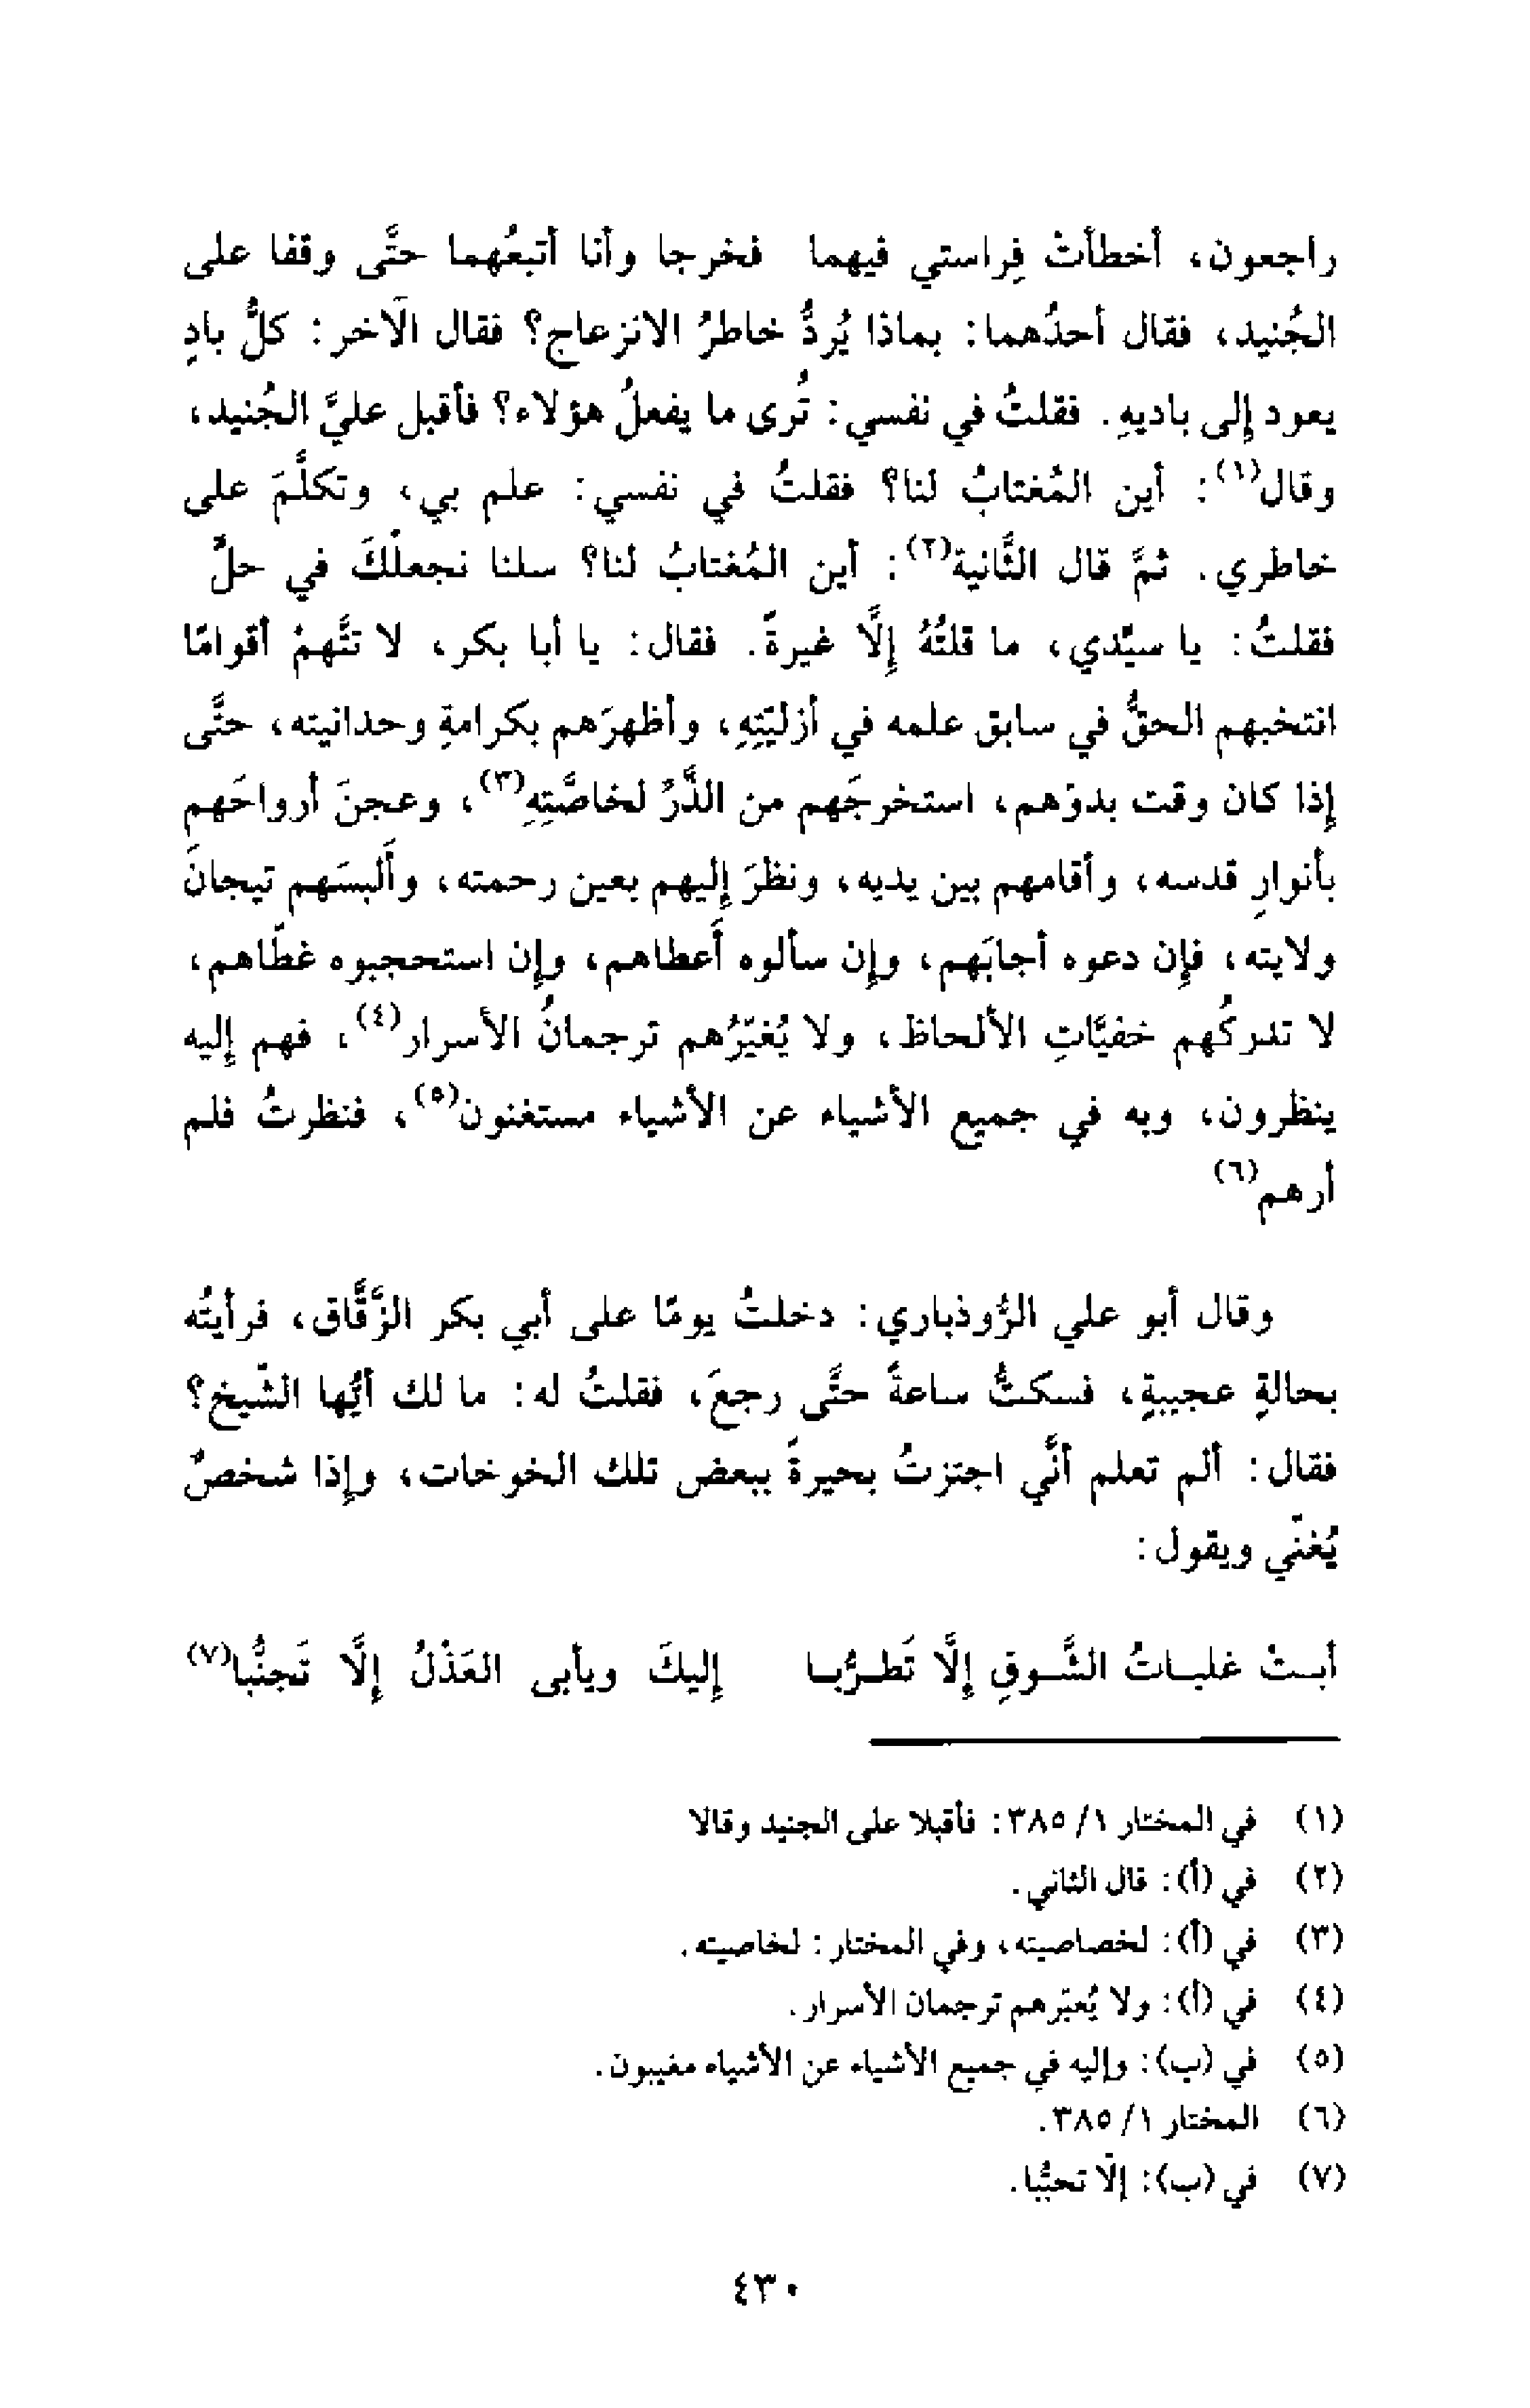 راجعون، أخطأتْ فِراستي فيهما فخرجا وأنا أتبعُهما حتَّى وقفا على
الجُنيد، فقال أحدُهما: بماذا يُردُّ خاطرُ الانزعاج؟ فقال الآخر: كلُّ بادٍ
يعود إلى باديهِ. فقلتُ في نفسي: تُرى ما يفعلُ هؤلاء؟ فأقبل عليَّ الجُنيد،
وقال(١): أين المُغتابُ لنا؟ فقلتُ في نفسي: علم بي، وتكلَّمَ على
خاطري. ثمَّ قال الثَّانية(٢): أين المُغتابُ لنا؟ سلنا نجعلْكَ في حلٍّ
فقلتُ: يا سيِّدي، ما قلتُهُ إلَّا غيرةً. فقال: يا أبا بكر، لا تتَّهمْ أقوامًا
انتخبهم الحقُّ في سابق علمه في أزليَّتِهِ، وأظهرَهم بكرامةِ وحدانيته، حتَّى
إذا كان وقت بدوّهم، استخرجَهم من الذَّرِّ لخاصَّتِهِ(٣)، وعجنَ أرواحَهم
بأنوارِ قدسه، وأقامهم بين يديه، ونظرَ إليهم بعين رحمته، وألبسَهم تيجانَ
ولايته، فإن دعوه أجابَهم، وإن سألوه أَعطاهم، وإن استحجبوه غطّاهم،
لا تدركُهم خفيَّاتِ الألحاظ، ولا يُغيّرُهم ترجمانُ الأسرار(٤)، فهم إليه
ينظرون، وبه في جميع الأشياء عن الأشياء مستغنون(٥)، فنظرتُ فلم
أرهم(٦)
وقال أبو علي الرُّوذباري: دخلتُ يومًا على أبي بكر الزَّقَّاق، فرأيتُه
بحالةٍ عجيبةٍ، فسكتُّ ساعةً حتَّى رجعَ، فقلتُ له: ما لك أيُّها الشّيخ؟
فقال: ألم تعلم أنَّي اجتزتُ بحيرةَ ببعض تلك الخوخات، وإذا شخصٌ
يُغنّي ويقول:
أبـتْ غلبـاتُ الشَّـوقِ إلَّا تَطـرُّبـا إليكَ ويأبى العَذْلُ إلَّا تَجنُّبا(٧)
(١) في المختار ١/ ٣٨٥: فأقبلا على الجنيد وقالا
(٢) في (أ): قال الثاني.
(٣) في (أ): لخصاصيته، وفي المختار: لخاصيته.
(٤) في (أ): ولا يُعبّرهم ترجمان الأسرار.
(٥) في (ب): وإليه في جميع الأشياء عن الأشياء مغيبون.
(٦) المختار ١/ ٣٨٥.
(٧) في (ب): إلّا تحبُّبا.
٤٣٠